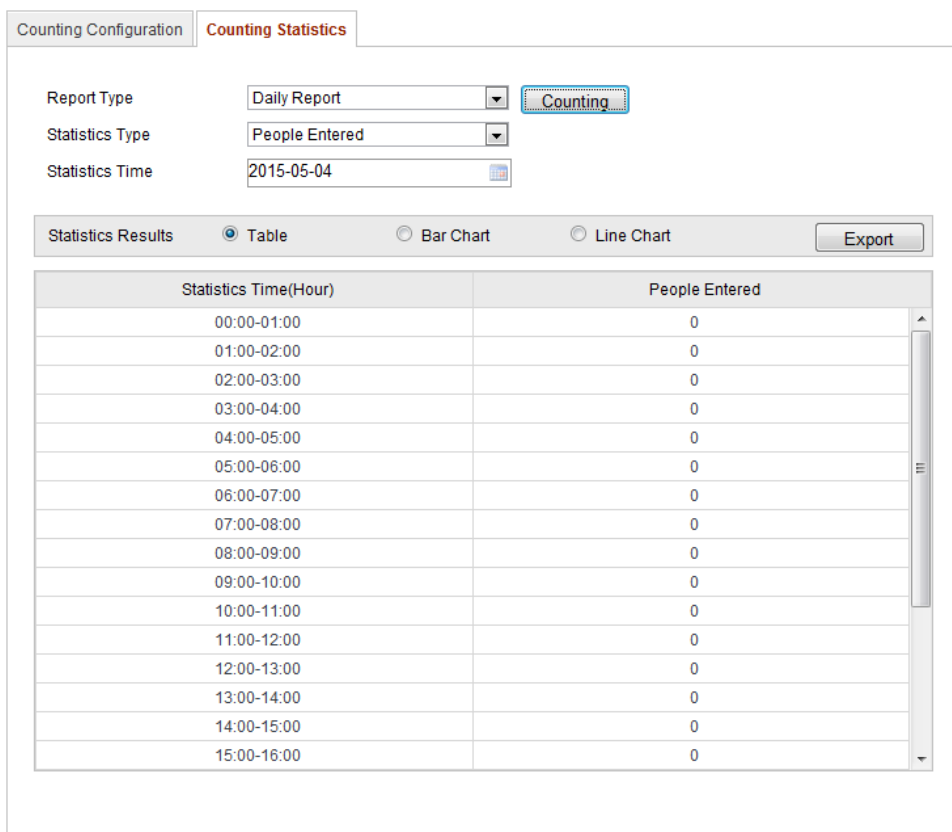 Counting Configuration Counting Statistics
Report Type Daily Report Counting
Statistics Type People Entered
Statistics Time 2015-05-04
Statistics Results Table Bar Chart Line Chart Export
Statistics Time(Hour) People Entered
00:00-01:00 0
01:00-02:00 0
02:00-03:00 0
03:00-04:00 0
04:00-05:00 0
05:00-06:00 0
06:00-07:00 0
07:00-08:00 0
08:00-09:00 0
09:00-10:00 0
10:00-11:00 0
11:00-12:00 0
12:00-13:00 0
13:00-14:00 0
14:00-15:00 0
15:00-16:00 0